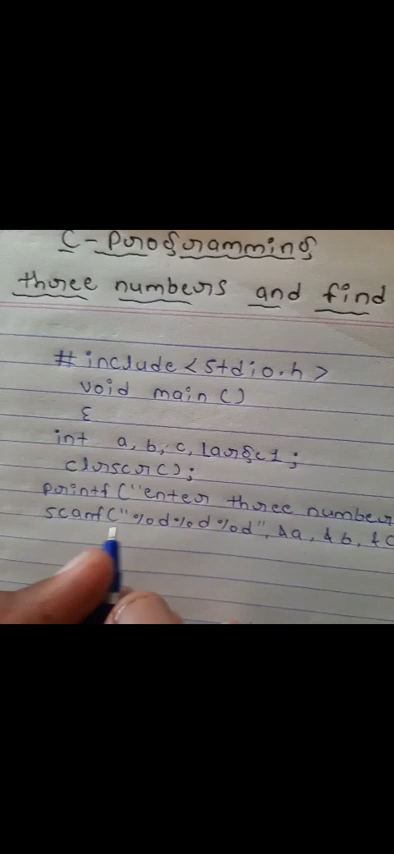 C-Programming
three numbers and find
#include<stdio.h>
void main()
{
int a, b, c, large1;
clrscr();
printf("enter three number
scanf("%d%d%d", &a, &b, &c